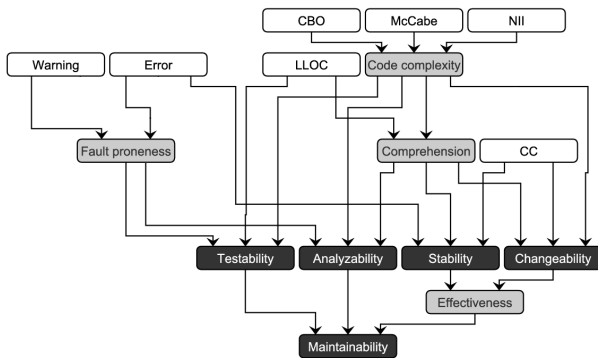 CBO
McCabe
NII
Warning
Error
LLOC
Code complexity
Fault proneness
Comprehension
CC
Testability
Analyzability
Stability
Changeability
Effectiveness
Maintainability